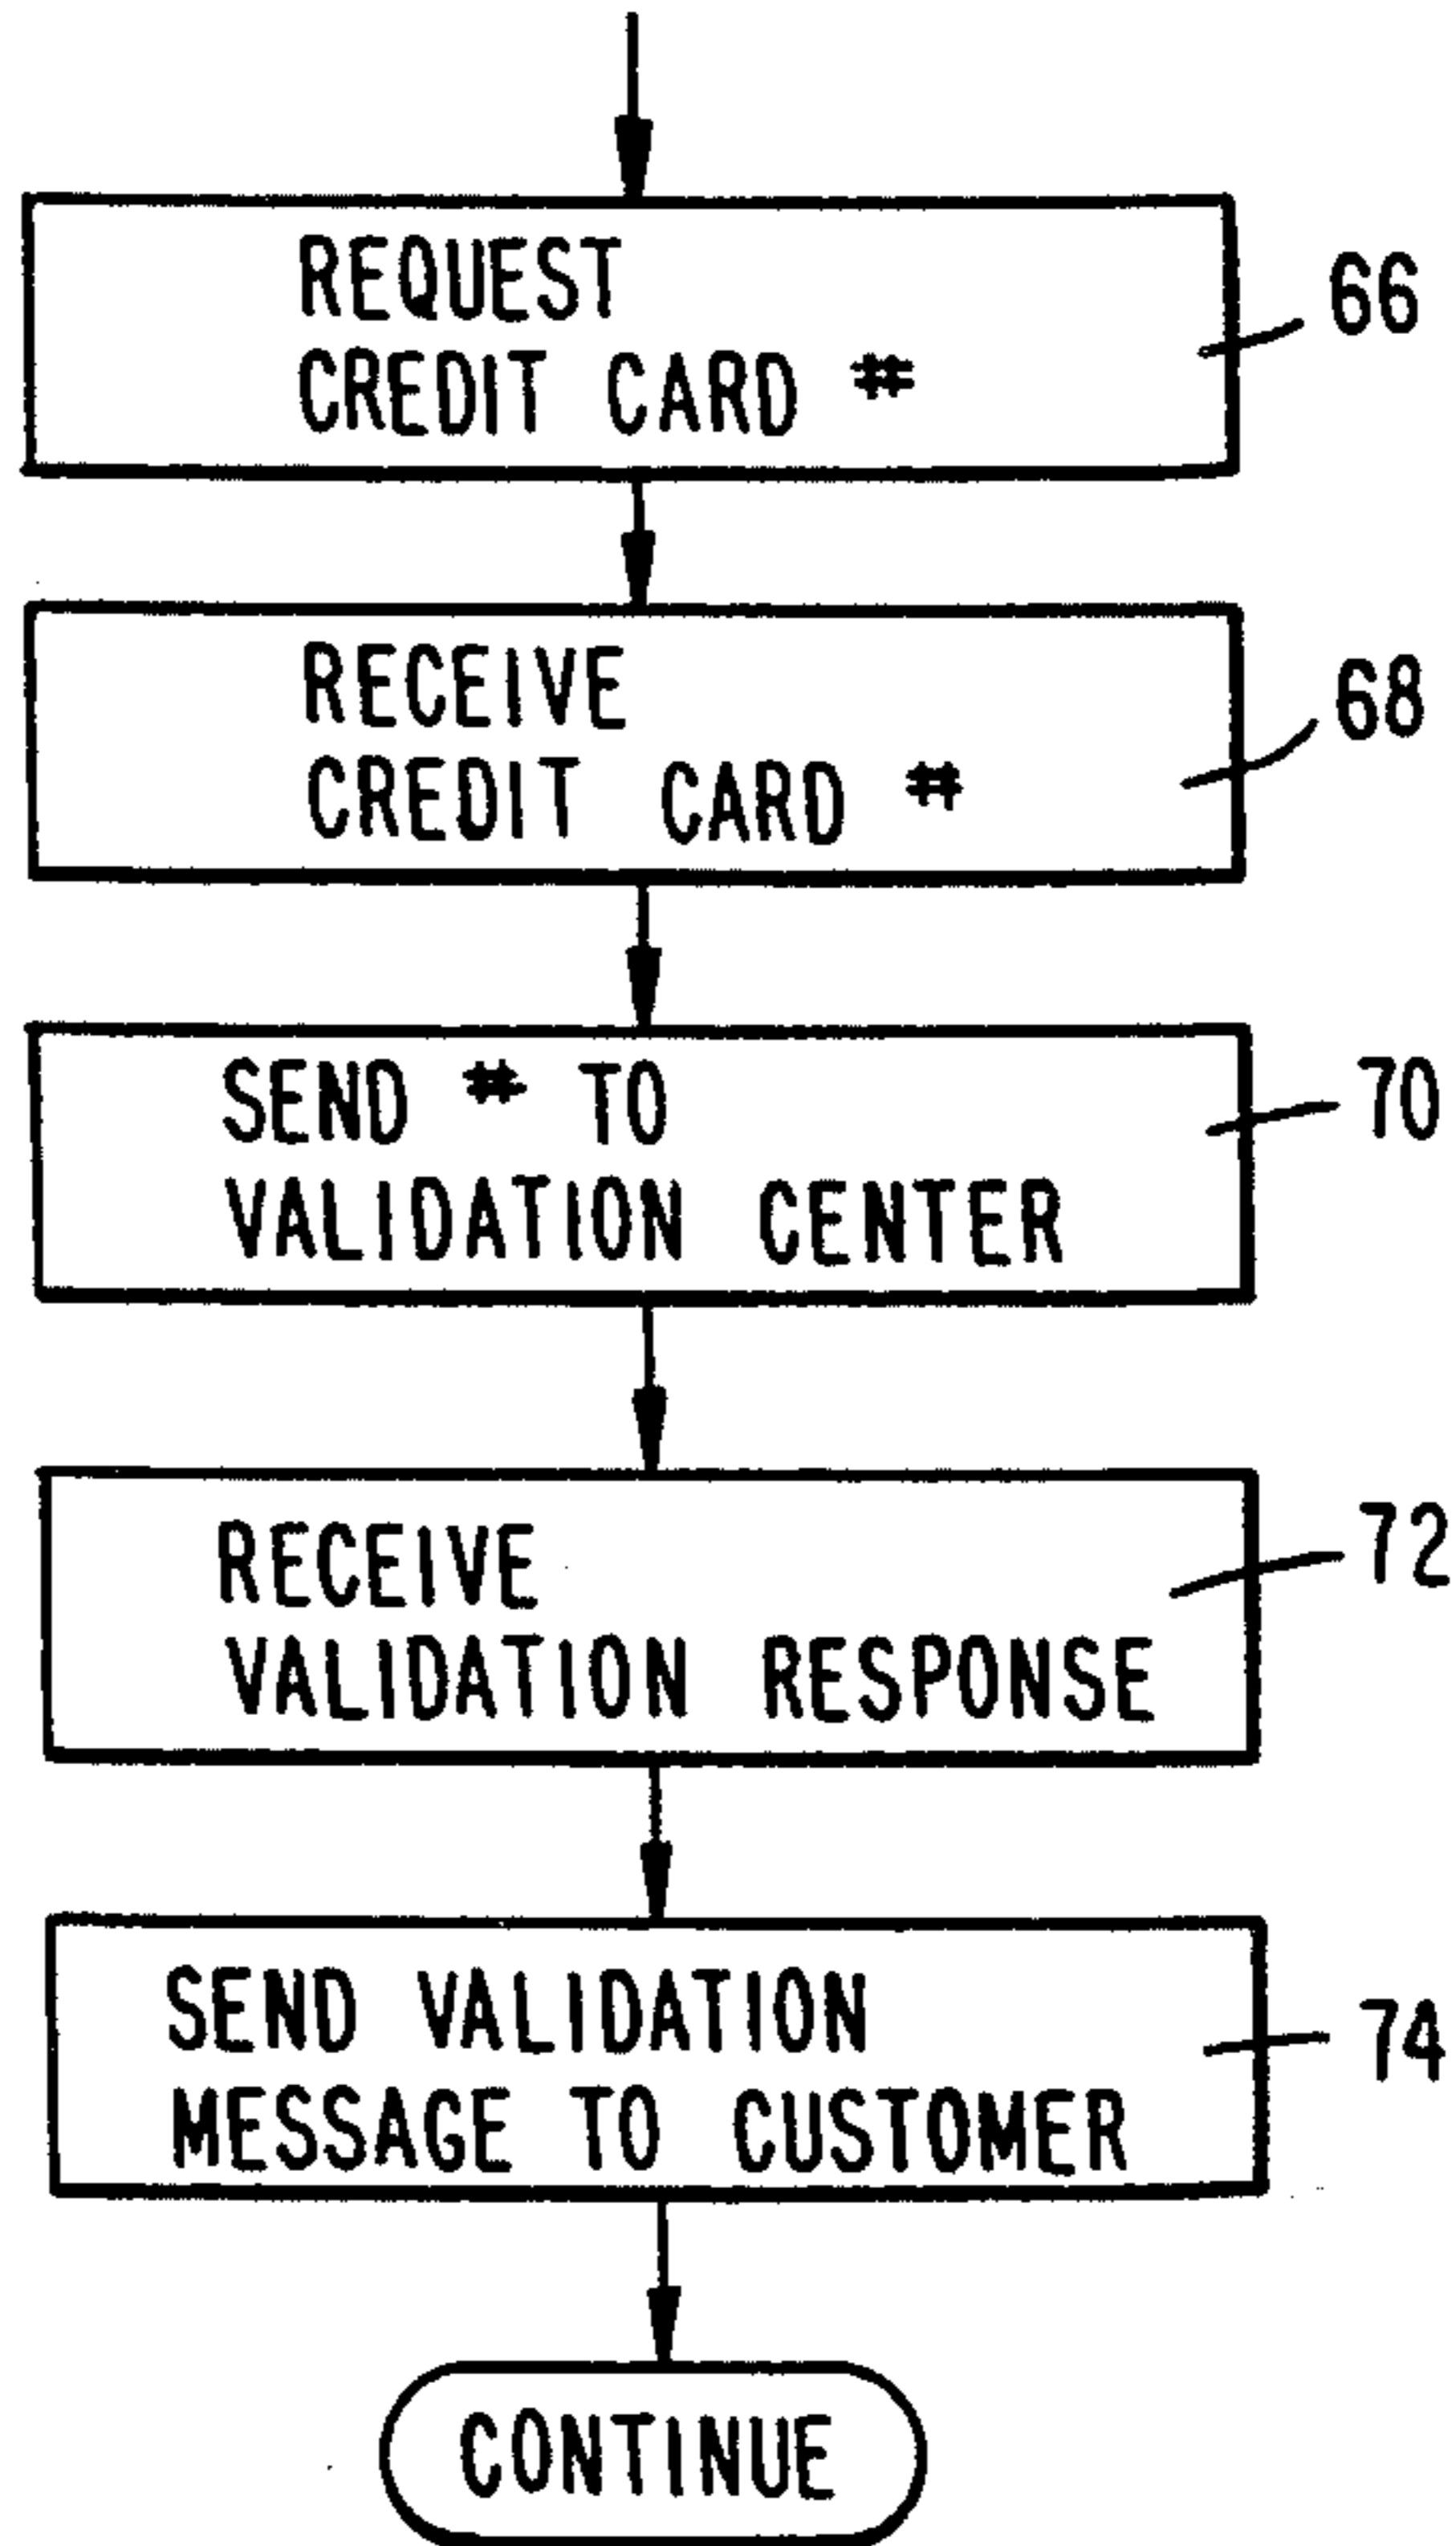 REQUEST
CREDIT CARD #
66
RECEIVE
CREDIT CARD #
68
SEND # TO
VALIDATION CENTER
70
RECEIVE
VALIDATION RESPONSE
72
SEND VALIDATION
MESSAGE TO CUSTOMER
74
CONTINUE